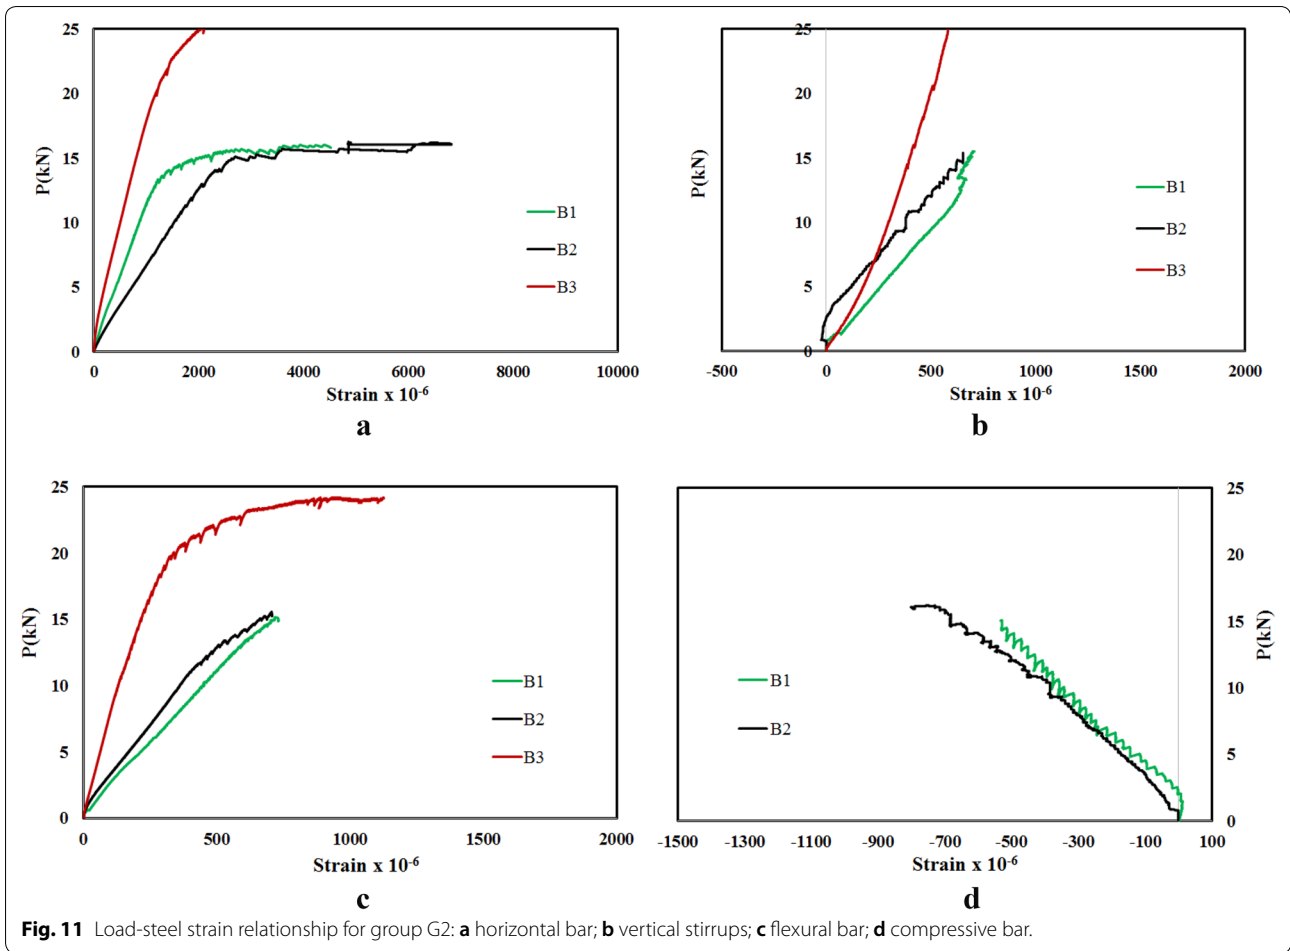 25
20
15
10
5
0
P(kN)
B1
B2
B3
0 2000 4000 6000 8000 10000
Strain x 10-6
a
25
20
15
10
5
0
P(kN)
B1
B2
B3
-500 0 500 1000 1500 2000
Strain x 10-6
b
25
20
15
10
5
0
P(kN)
B1
B2
B3
0 500 1000 1500 2000
Strain x 10-6
c
25
20
15
10
5
0
P(kN)
B1
B2
-1500 -1300 -1100 -900 -700 -500 -300 -100 100
Strain x 10-6
d
Fig. 11 Load-steel strain relationship for group G2: a horizontal bar; b vertical stirrups; c flexural bar; d compressive bar.